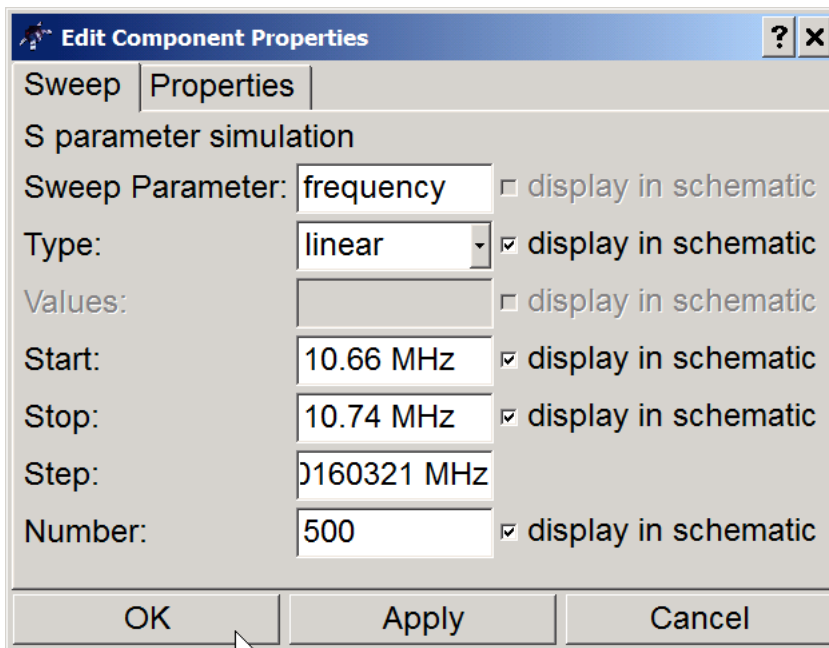 Edit Component Properties ? ×
Sweep Properties
S parameter simulation
Sweep Parameter: frequency display in schematic
Type: linear display in schematic
Values: display in schematic
Start: 10.66 MHz display in schematic
Stop: 10.74 MHz display in schematic
Step: 0160321 MHz
Number: 500 display in schematic
OK Apply Cancel